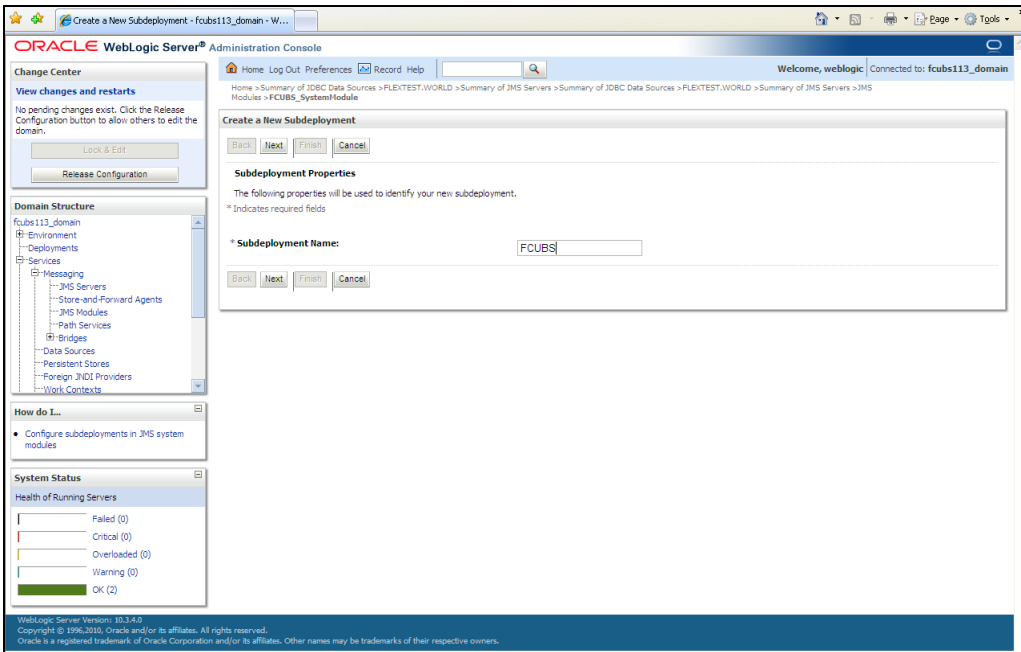 Create a New Subdeployment - fcubs113_domain - W...
Page
Tools
ORACLE WebLogic Server® Administration Console
Change Center
View changes and restarts
No pending changes exist. Click the Release
Configuration button to allow others to edit the
domain.
Lock & Edit
Release Configuration
Domain Structure
fcubs113_domain
Environment
Deployments
Services
Messaging
JMS Servers
Store-and-Forward Agents
JMS Modules
Path Services
Bridges
Data Sources
Persistent Stores
Foreign JNDI Providers
Work Contexts
How do I...
Configure subdeployments in JMS system
modules
System Status
Health of Running Servers
Failed (0)
Critical (0)
Overloaded (0)
Warning (0)
OK (2)
Home Log Out Preferences Record Help
Welcome, weblogic Connected to: fcubs113_domain
Home >Summary of JDBC Data Sources >FLEXTEST.WORLD >Summary of JMS Servers >Summary of JDBC Data Sources >FLEXTEST.WORLD >Summary of JMS Servers >JMS
Modules >FCUBS_SystemModule
Create a New Subdeployment
Back Next Finish Cancel
Subdeployment Properties
The following properties will be used to identify your new subdeployment.
* Indicates required fields
* Subdeployment Name: FCUBS
Back Next Finish Cancel
WebLogic Server Version: 10.3.4.0
Copyright © 1996,2010, Oracle and/or its affiliates. All rights reserved.
Oracle is a registered trademark of Oracle Corporation and/or its affiliates. Other names may be trademarks of their respective owners.